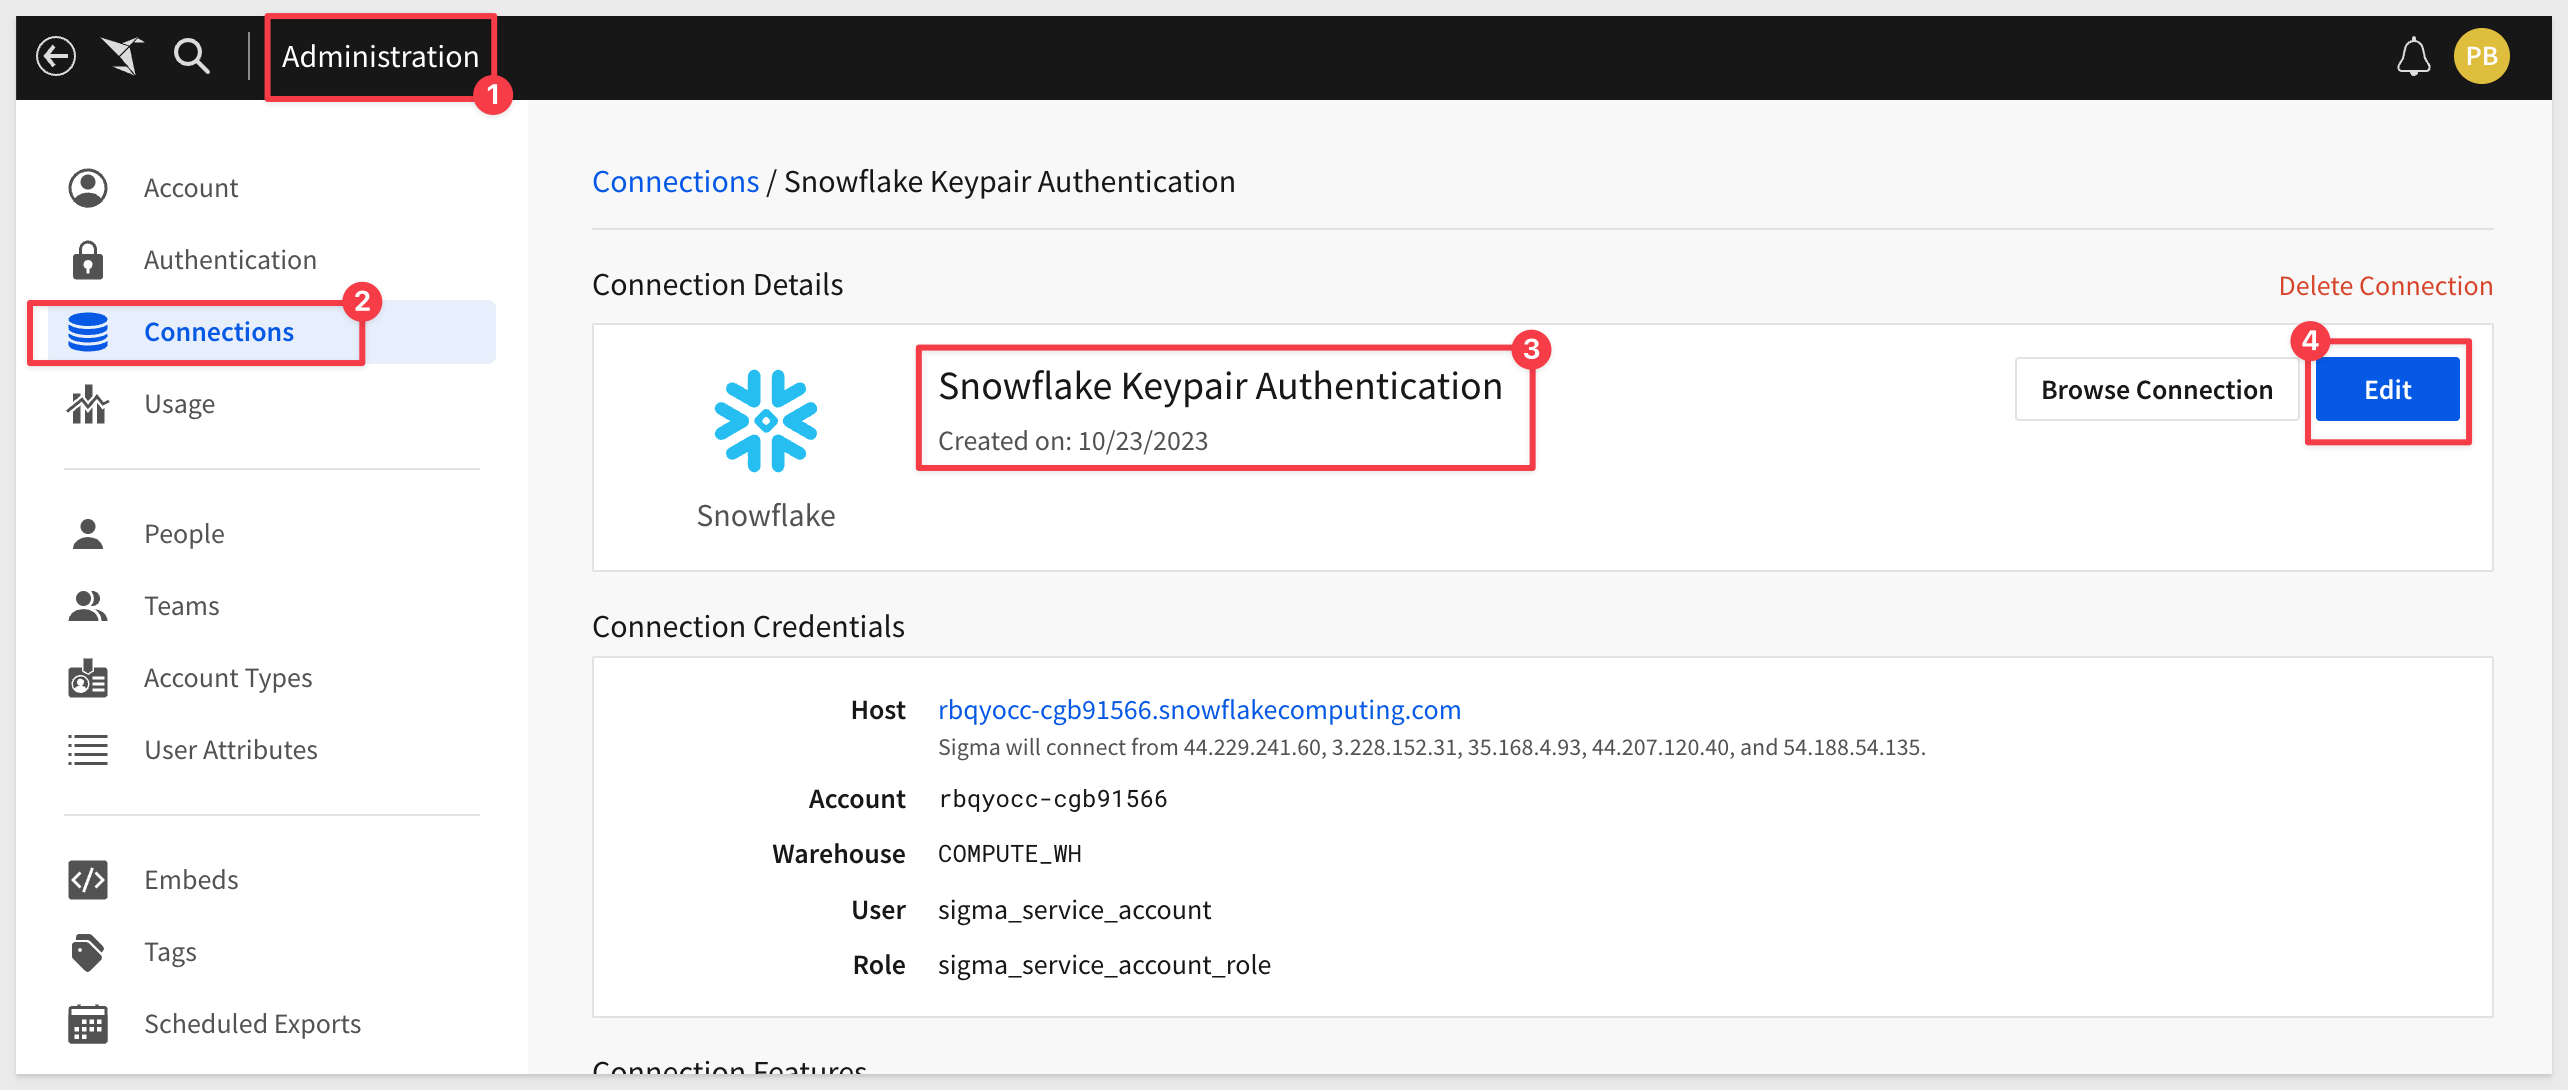 Administration
1
PB
Account
Authentication
2
Connections
Usage
People
Teams
Account Types
User Attributes
Embeds
Tags
Scheduled Exports
Connections / Snowflake Keypair Authentication
Connection Details
Delete Connection
Snowflake
3
Snowflake Keypair Authentication
Created on: 10/23/2023
Browse Connection
4
Edit
Connection Credentials
Host rbqyocc-cgb91566.snowflakecomputing.com
Sigma will connect from 44.229.241.60, 3.228.152.31, 35.168.4.93, 44.207.120.40, and 54.188.54.135.
Account rbqyocc-cgb91566
Warehouse COMPUTE_WH
User sigma_service_account
Role sigma_service_account_role
Connection Features